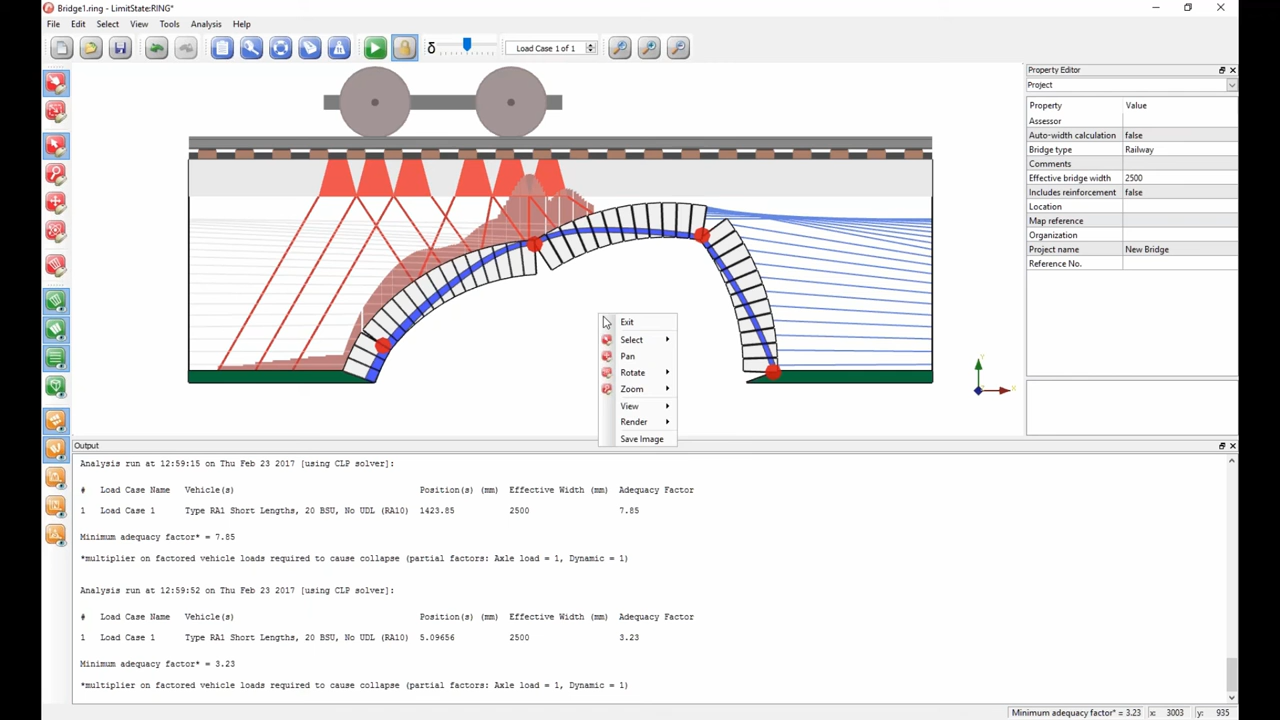 Bridge1.ring - LimitState:RING*
File Edit Select View Tools Analysis Help
δ Load Case 1 of 1
Property Editor
Project
Property Value
Assessor
Auto-width calculation false
Bridge type Railway
Comments
Effective bridge width 2500
Includes reinforcement false
Location
Map reference
Organization
Project name New Bridge
Reference No.
Exit
Select
Pan
Rotate
Zoom
View
Render
Save Image
Y
X
Output
Analysis run at 12:59:15 on Thu Feb 23 2017 [using CLP solver]:
# Load Case Name Vehicle(s) Position(s) (mm) Effective Width (mm) Adequacy Factor
1 Load Case 1 Type RA1 Short Lengths, 20 BSU, No UDL (RA10) 1423.85 2500 7.85
Minimum adequacy factor* = 7.85
*multiplier on factored vehicle loads required to cause collapse (partial factors: Axle load = 1, Dynamic = 1)
Analysis run at 12:59:52 on Thu Feb 23 2017 [using CLP solver]:
# Load Case Name Vehicle(s) Position(s) (mm) Effective Width (mm) Adequacy Factor
1 Load Case 1 Type RA1 Short Lengths, 20 BSU, No UDL (RA10) 5.09656 2500 3.23
Minimum adequacy factor* = 3.23
*multiplier on factored vehicle loads required to cause collapse (partial factors: Axle load = 1, Dynamic = 1)
Minimum adequacy factor* = 3.23 x: 3003 y: 935